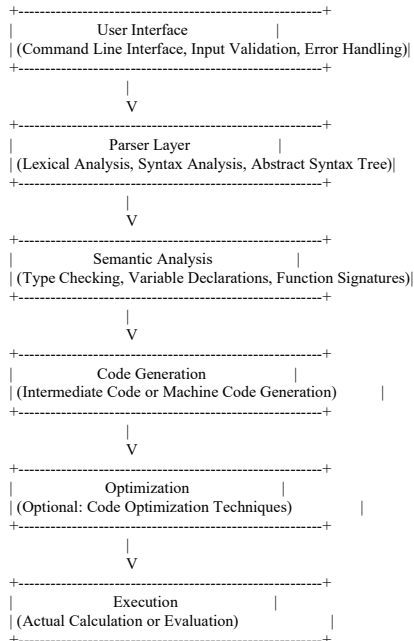 +---------------------------------------------------------+
| User Interface |
| (Command Line Interface, Input Validation, Error Handling)|
+---------------------------------------------------------+
|
V
+---------------------------------------------------------+
| Parser Layer |
| (Lexical Analysis, Syntax Analysis, Abstract Syntax Tree)|
+---------------------------------------------------------+
|
V
+---------------------------------------------------------+
| Semantic Analysis |
| (Type Checking, Variable Declarations, Function Signatures)|
+---------------------------------------------------------+
|
V
+---------------------------------------------------------+
| Code Generation |
| (Intermediate Code or Machine Code Generation) |
+---------------------------------------------------------+
|
V
+---------------------------------------------------------+
| Optimization |
| (Optional: Code Optimization Techniques) |
+---------------------------------------------------------+
|
V
+---------------------------------------------------------+
| Execution |
| (Actual Calculation or Evaluation) |
+---------------------------------------------------------+